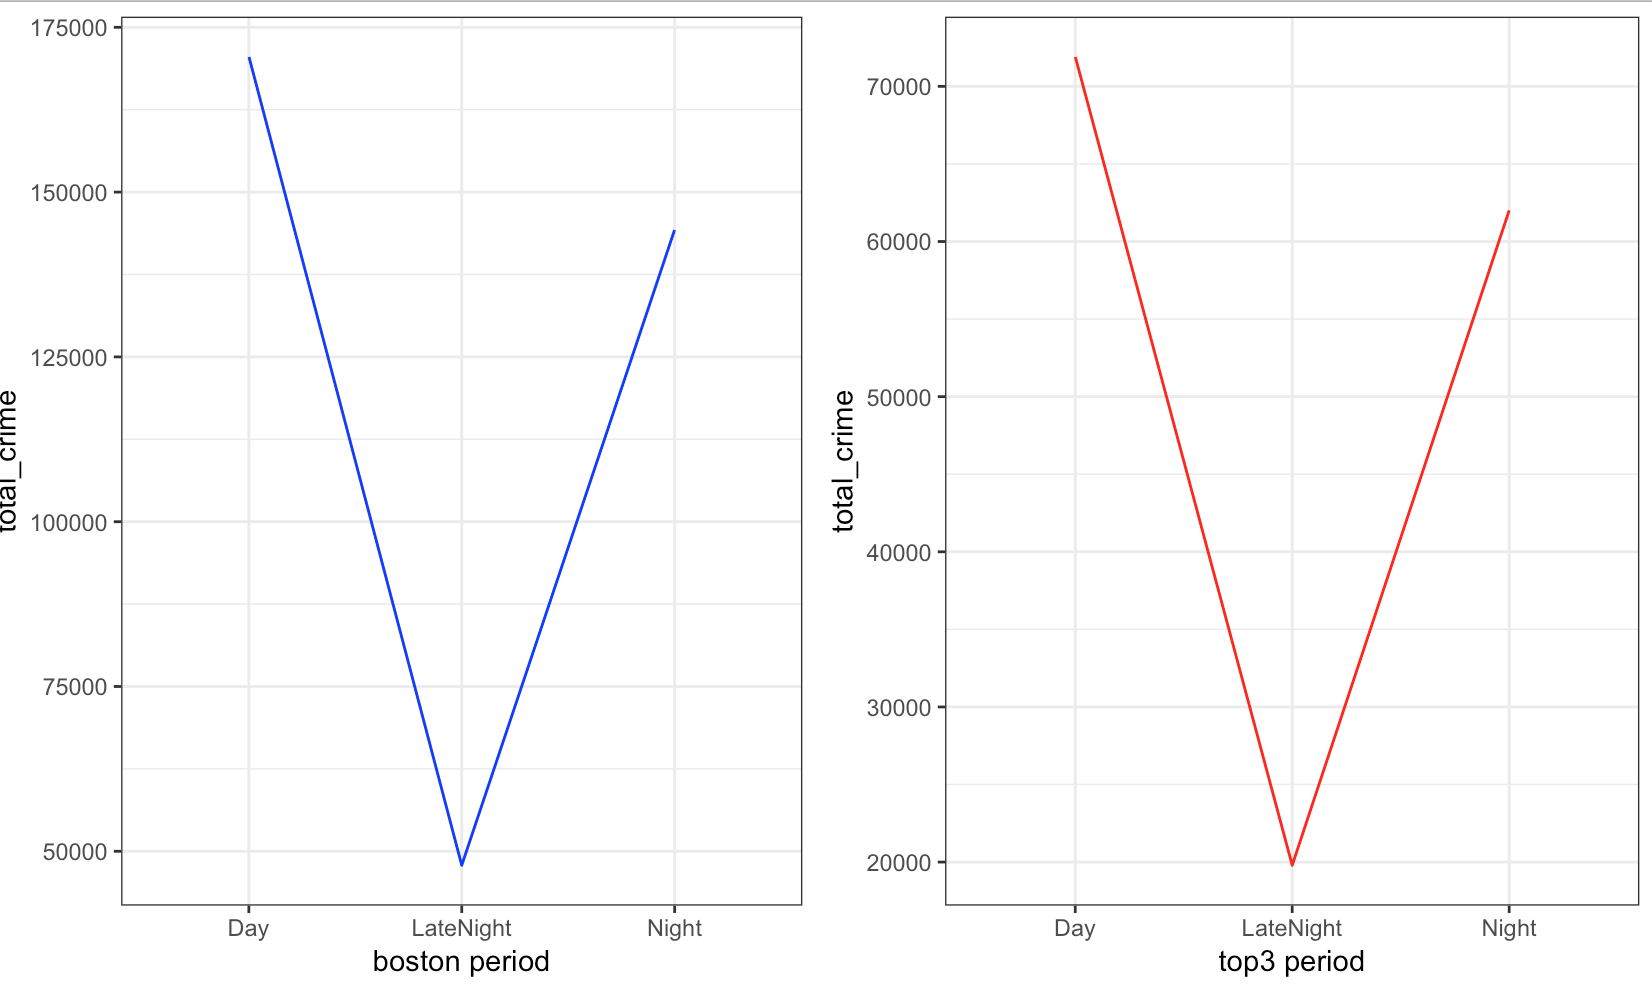 175000
150000
125000
100000
75000
50000
total_crime
Day LateNight Night
boston period
70000
60000
50000
40000
30000
20000
total_crime
Day LateNight Night
top3 period